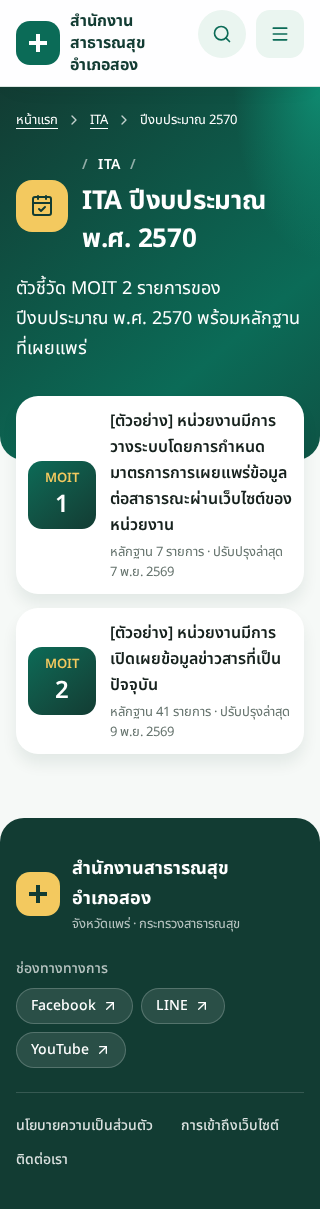 สำนักงาน
สาธารณสุข
อำเภอสอง
หน้าแรก
ITA
ปีงบประมาณ 2570
/ ITA /
ITA ปีงบประมาณ
พ.ศ. 2570
ตัวชี้วัด MOIT 2 รายการของ
ปีงบประมาณ พ.ศ. 2570 พร้อมหลักฐาน
ที่เผยแพร่
MOIT
1
[ตัวอย่าง] หน่วยงานมีการ
วางระบบโดยการกำหนด
มาตรการการเผยแพร่ข้อมูล
ต่อสาธารณะผ่านเว็บไซต์ของ
หน่วยงาน
หลักฐาน 7 รายการ · ปรับปรุงล่าสุด
7 พ.ย. 2569
MOIT
2
[ตัวอย่าง] หน่วยงานมีการ
เปิดเผยข้อมูลข่าวสารที่เป็น
ปัจจุบัน
หลักฐาน 41 รายการ · ปรับปรุงล่าสุด
9 พ.ย. 2569
สำนักงานสาธารณสุข
อำเภอสอง
จังหวัดแพร่ · กระทรวงสาธารณสุข
ช่องทางทางการ
Facebook
LINE
YouTube
นโยบายความเป็นส่วนตัว
การเข้าถึงเว็บไซต์
ติดต่อเรา